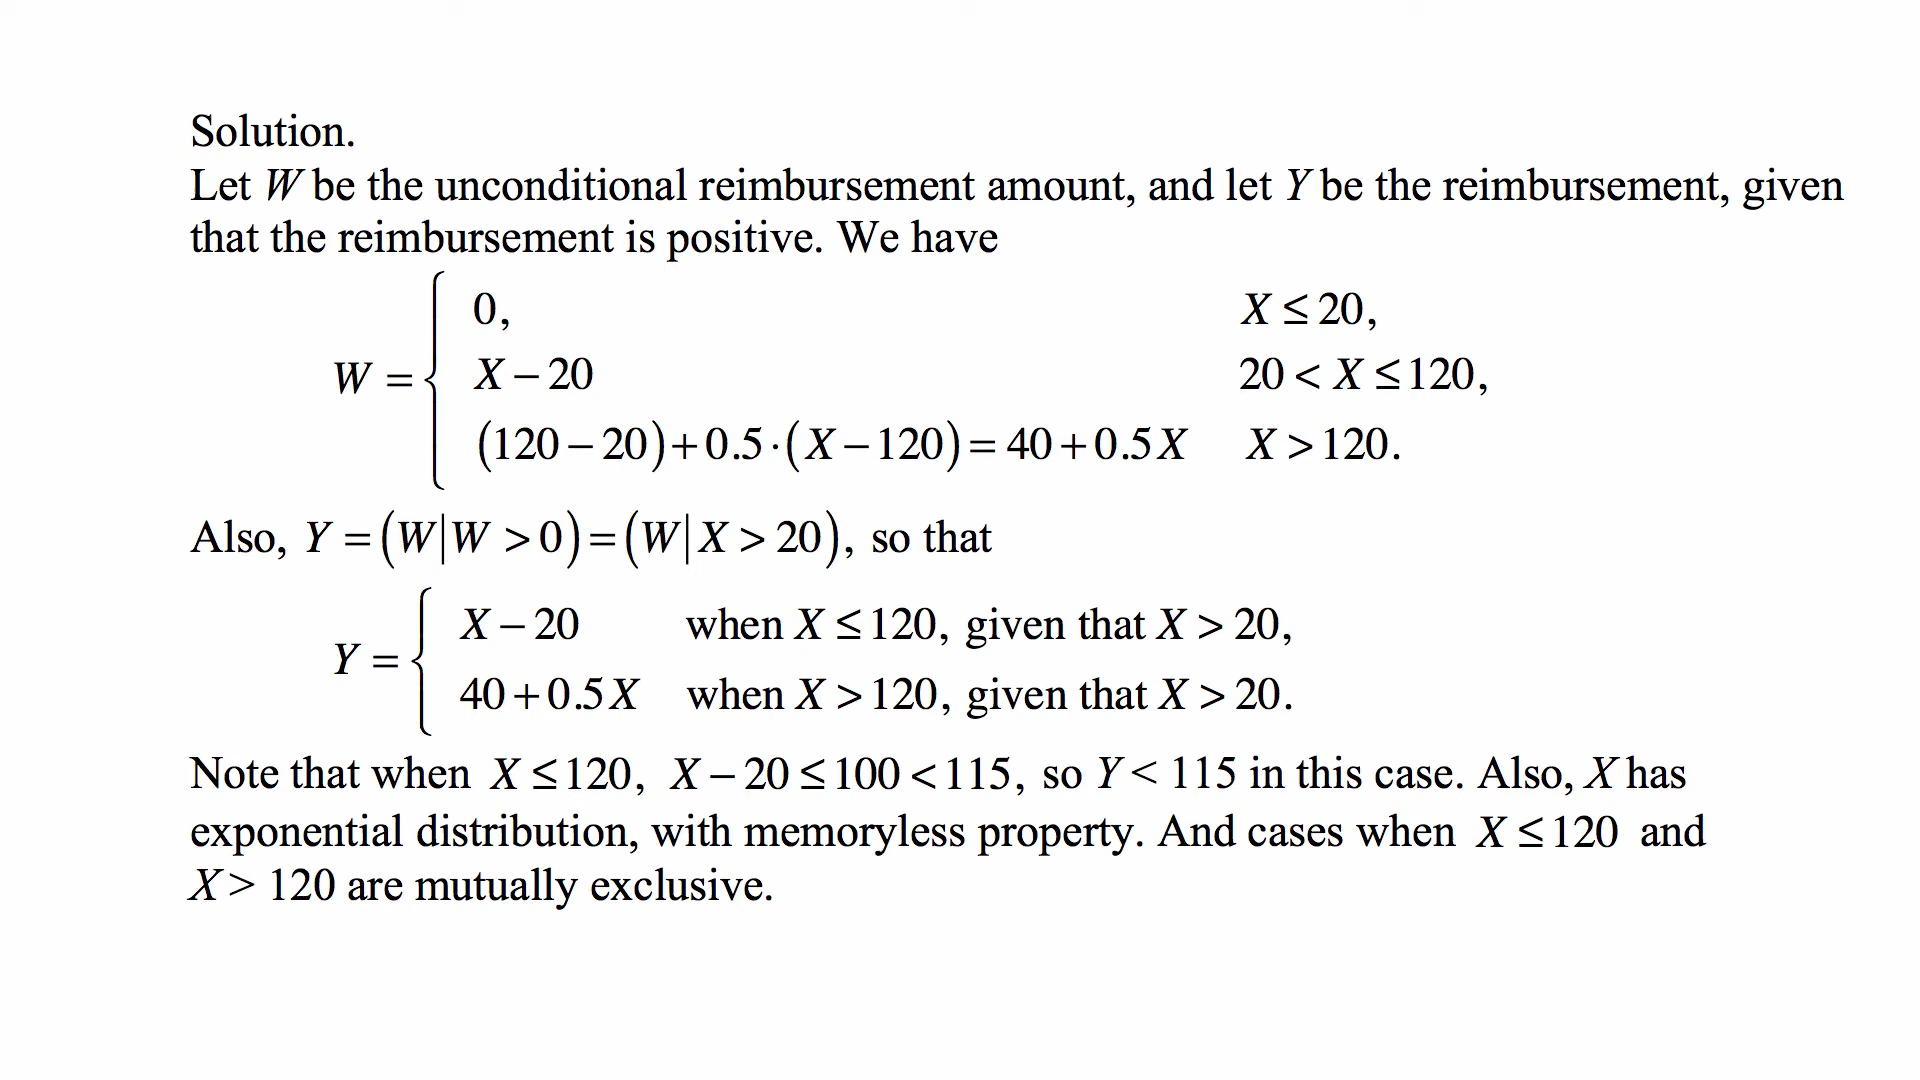 Solution.
Let W be the unconditional reimbursement amount, and let Y be the reimbursement, given
that the reimbursement is positive. We have
W = { 0, X ≤ 20,
X − 20 20 < X ≤ 120,
(120 − 20) + 0.5 · (X − 120) = 40 + 0.5X X > 120.
Also, Y = (W|W > 0) = (W|X > 20), so that
Y = { X − 20 when X ≤ 120, given that X > 20,
40 + 0.5X when X > 120, given that X > 20.
Note that when X ≤ 120, X − 20 ≤ 100 < 115, so Y < 115 in this case. Also, X has
exponential distribution, with memoryless property. And cases when X ≤ 120 and
X > 120 are mutually exclusive.